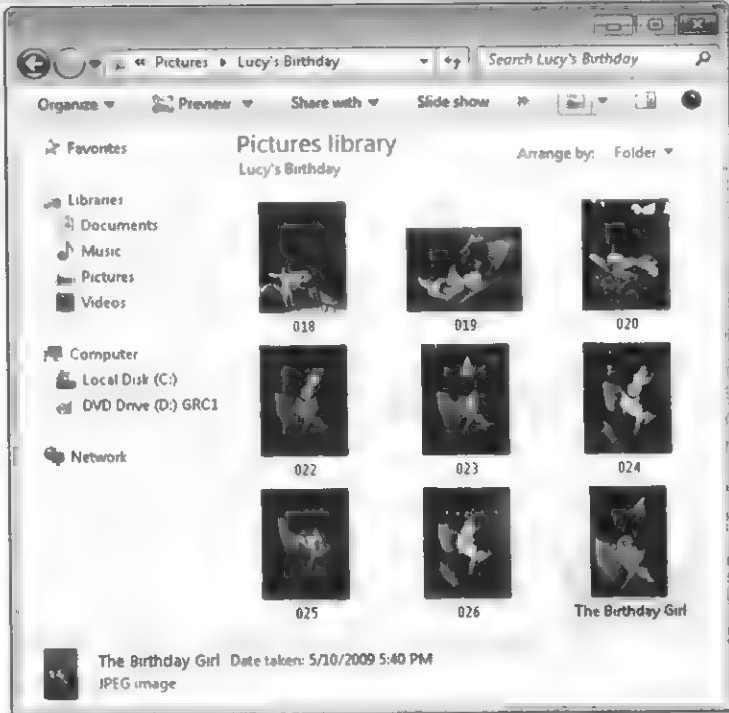 Pictures ▸ Lucy's Birthday
Search Lucy's Birthday
Organize
Preview
Share with
Slide show
Favorites
Libraries
Documents
Music
Pictures
Videos
Computer
Local Disk (C:)
DVD Drive (D:) GRC1
Network
Pictures library
Lucy's Birthday
Arrange by: Folder
018
019
020
022
023
024
025
026
The Birthday Girl
The Birthday Girl Date taken: 5/10/2009 5:40 PM
JPEG image